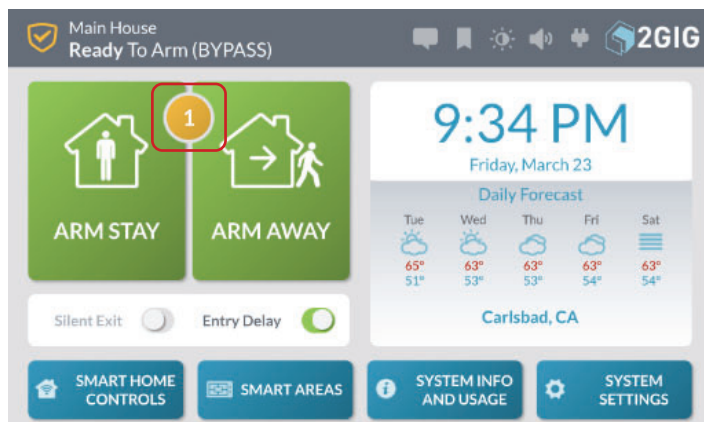 Main House
Ready To Arm (BYPASS)
2GIG
1
ARM STAY
ARM AWAY
Silent Exit
Entry Delay
9:34 PM
Friday, March 23
Daily Forecast
Tue Wed Thu Fri Sat
65° 63° 63° 63° 63°
51° 53° 53° 54° 54°
Carlsbad, CA
SMART HOME
CONTROLS
SMART AREAS
SYSTEM INFO
AND USAGE
SYSTEM
SETTINGS